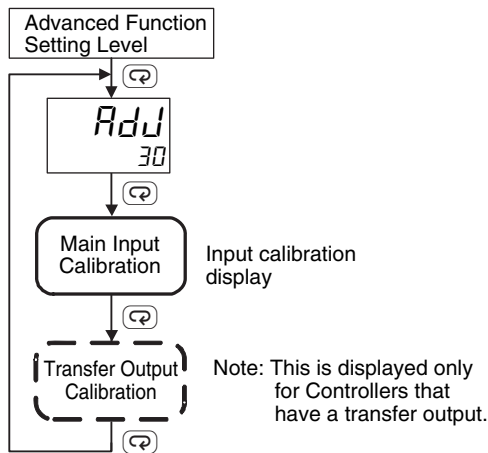 Advanced Function
Setting Level
AdJ
30
Main Input
Calibration
Input calibration
display
Transfer Output
Calibration
Note: This is displayed only
for Controllers that
have a transfer output.